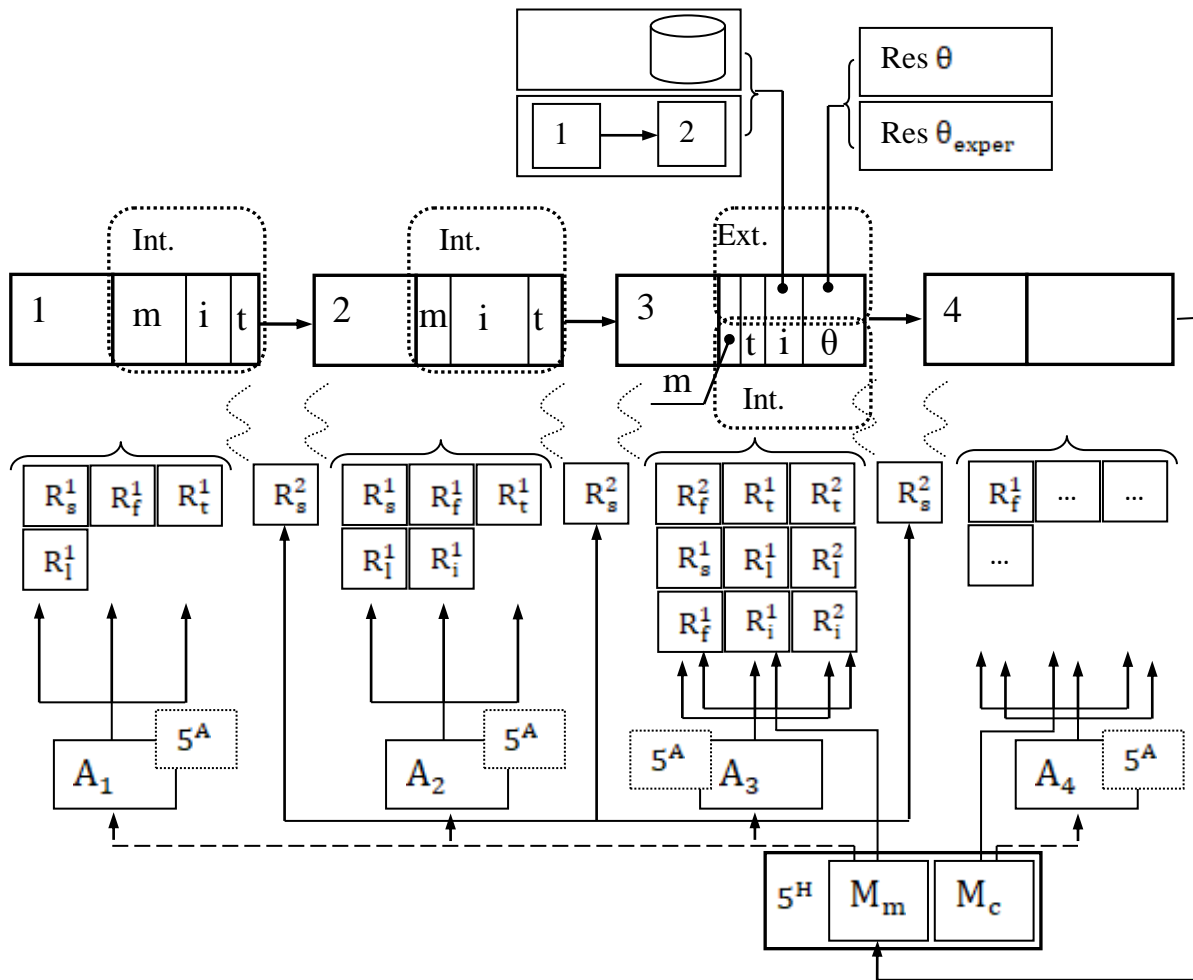 Res θ
1 2
Res θ_exper
Int. Int. Ext.
1 m i t 2 m i t 3 4
t i θ
m
Int.
R_s^1 R_f^1 R_t^1 R_s^2 R_s^1 R_f^1 R_t^1 R_s^2 R_f^2 R_t^1 R_t^2 R_s^2 R_f^1 ... ...
R_l^1 R_l^1 R_i^1 R_s^1 R_l^1 R_l^2 ...
R_f^1 R_i^1 R_i^2
5^A 5^A 5^A 5^A
A_1 A_2 A_3 A_4
5^H M_m M_c